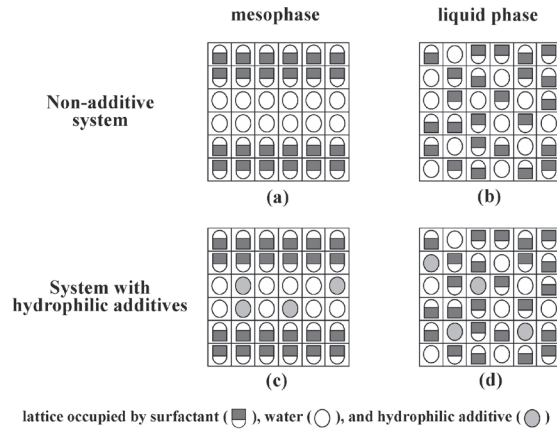 mesophase
liquid phase
Non-additive
system
(a)
(b)
System with
hydrophilic additives
(c)
(d)
lattice occupied by surfactant ( ), water ( ), and hydrophilic additive ( )